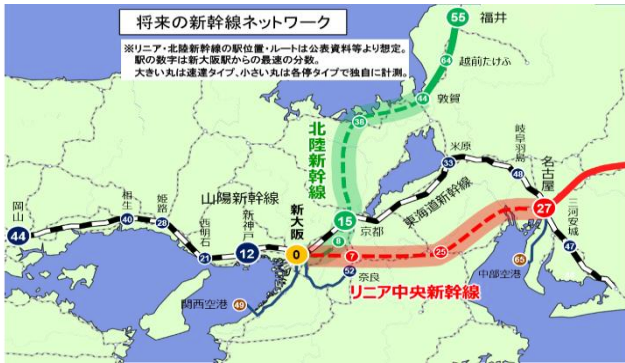 将来の新幹線ネットワーク
※リニア・北陸新幹線の駅位置・ルートは公表資料等より想定。
駅の数字は新大阪駅からの最速の分数。
大きい丸は速達タイプ、小さい丸は各停タイプで独自に計測。
55
福井
64
越前たけふ
44
敦賀
38
北陸新幹線
米原
33
岐阜羽島
48
名古屋
27
三河安城
47
東海道新幹線
15
京都
8
岡山
44
相生
40
姫路
28
西明石
21
山陽新幹線
新神戸
12
新大阪
0
7
25
52
奈良
リニア中央新幹線
関西空港
49
中部空港
65